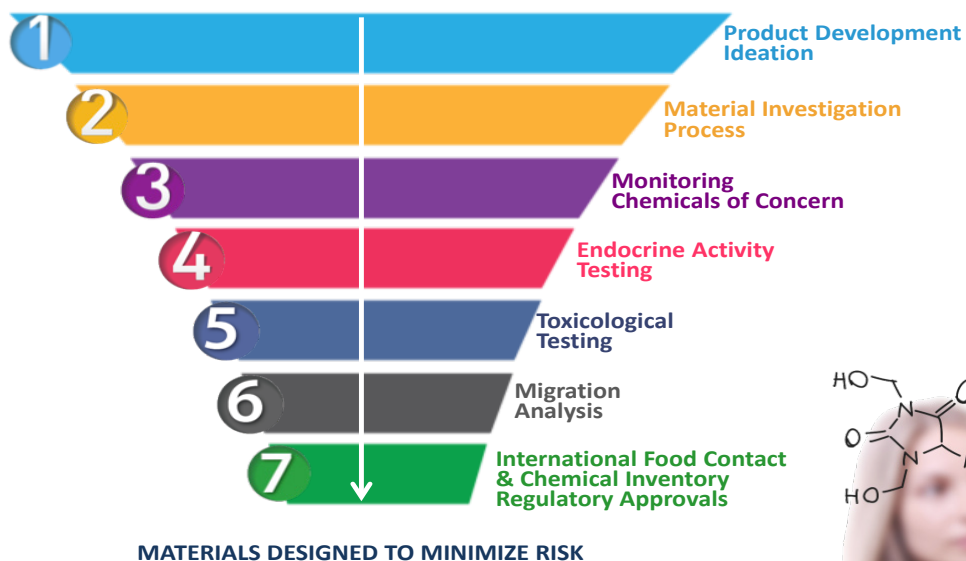 1
Product Development
Ideation
2
Material Investigation
Process
3
Monitoring
Chemicals of Concern
4
Endocrine Activity
Testing
5
Toxicological
Testing
6
Migration
Analysis
7
International Food Contact
& Chemical Inventory
Regulatory Approvals
HO
N
O
O
N
HO
MATERIALS DESIGNED TO MINIMIZE RISK